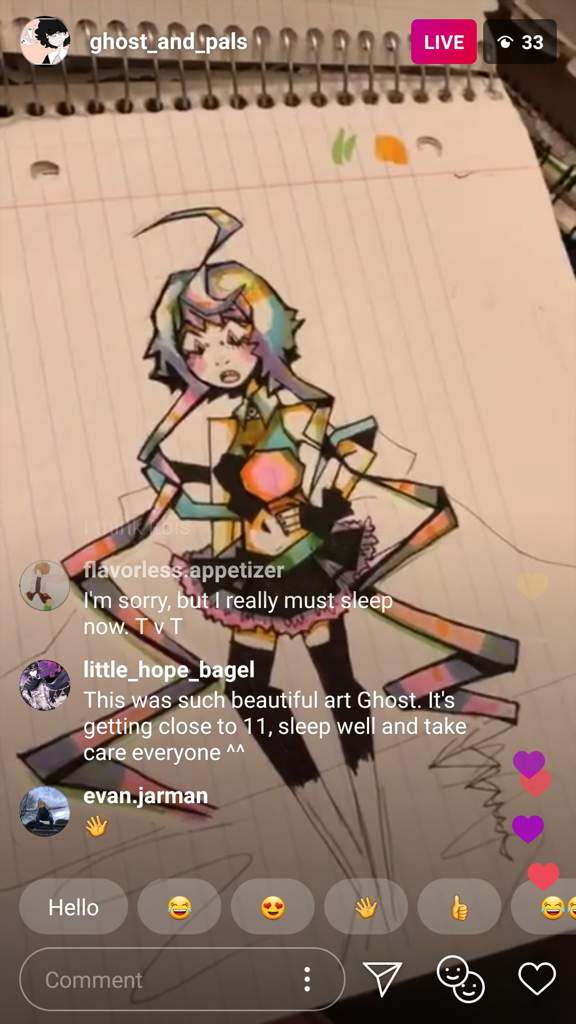 ghost_and_pals
LIVE
33
flavorless.appetizer
I'm sorry, but I really must sleep
now. T v T
little_hope_bagel
This was such beautiful art Ghost. It's
getting close to 11, sleep well and take
care everyone ^^
evan.jarman
👋
Hello
Comment